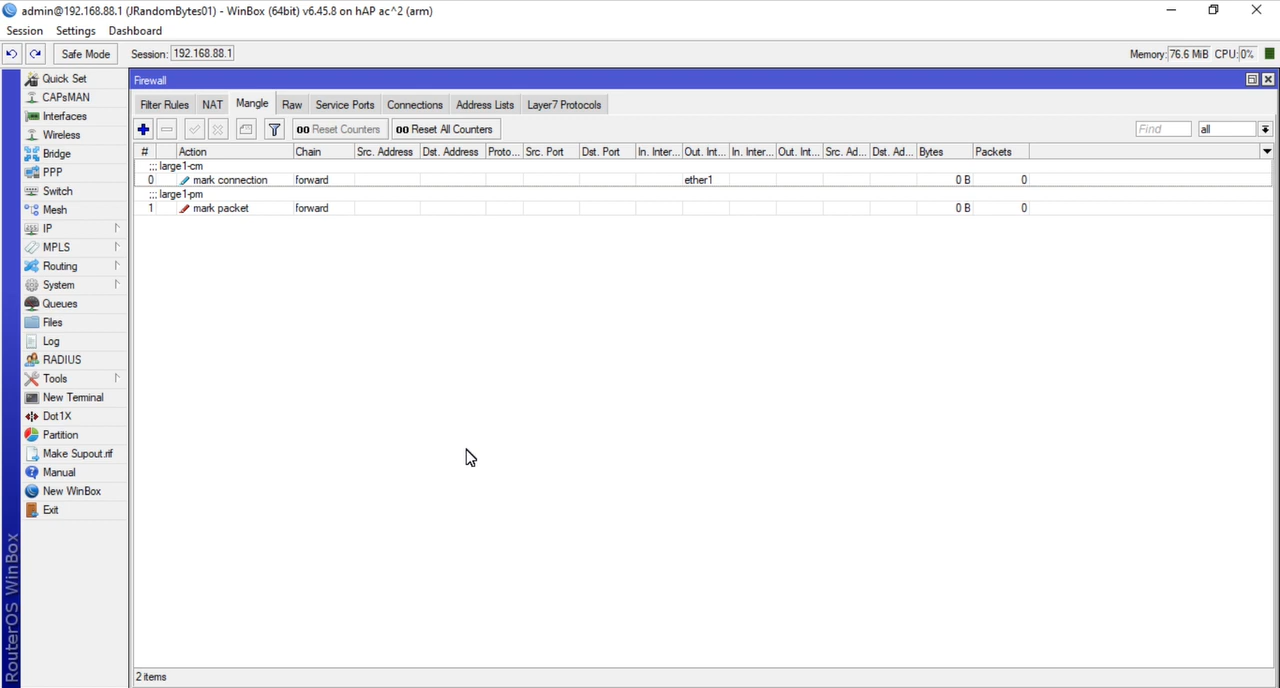 admin@192.168.88.1 (JRandomBytes01) - WinBox (64bit) v6.45.8 on hAP ac^2 (arm)
Session Settings Dashboard
Safe Mode Session: 192.168.88.1 Memory: 76.6 MiB CPU: 0%
Quick Set
CAPsMAN
Interfaces
Wireless
Bridge
PPP
Switch
Mesh
IP
MPLS
Routing
System
Queues
Files
Log
RADIUS
Tools
New Terminal
Dot1X
Partition
Make Supout.rif
Manual
New WinBox
Exit
RouterOS WinBox
Firewall
Filter Rules NAT Mangle Raw Service Ports Connections Address Lists Layer7 Protocols
00 Reset Counters 00 Reset All Counters Find all
# Action Chain Src. Address Dst. Address Proto... Src. Port Dst. Port In. Inter... Out. Int... In. Inter... Out. Int... Src. Ad... Dst. Ad... Bytes Packets
;;; large1-cm
0 mark connection forward ether1 0 B 0
;;; large1-pm
1 mark packet forward 0 B 0
2 items